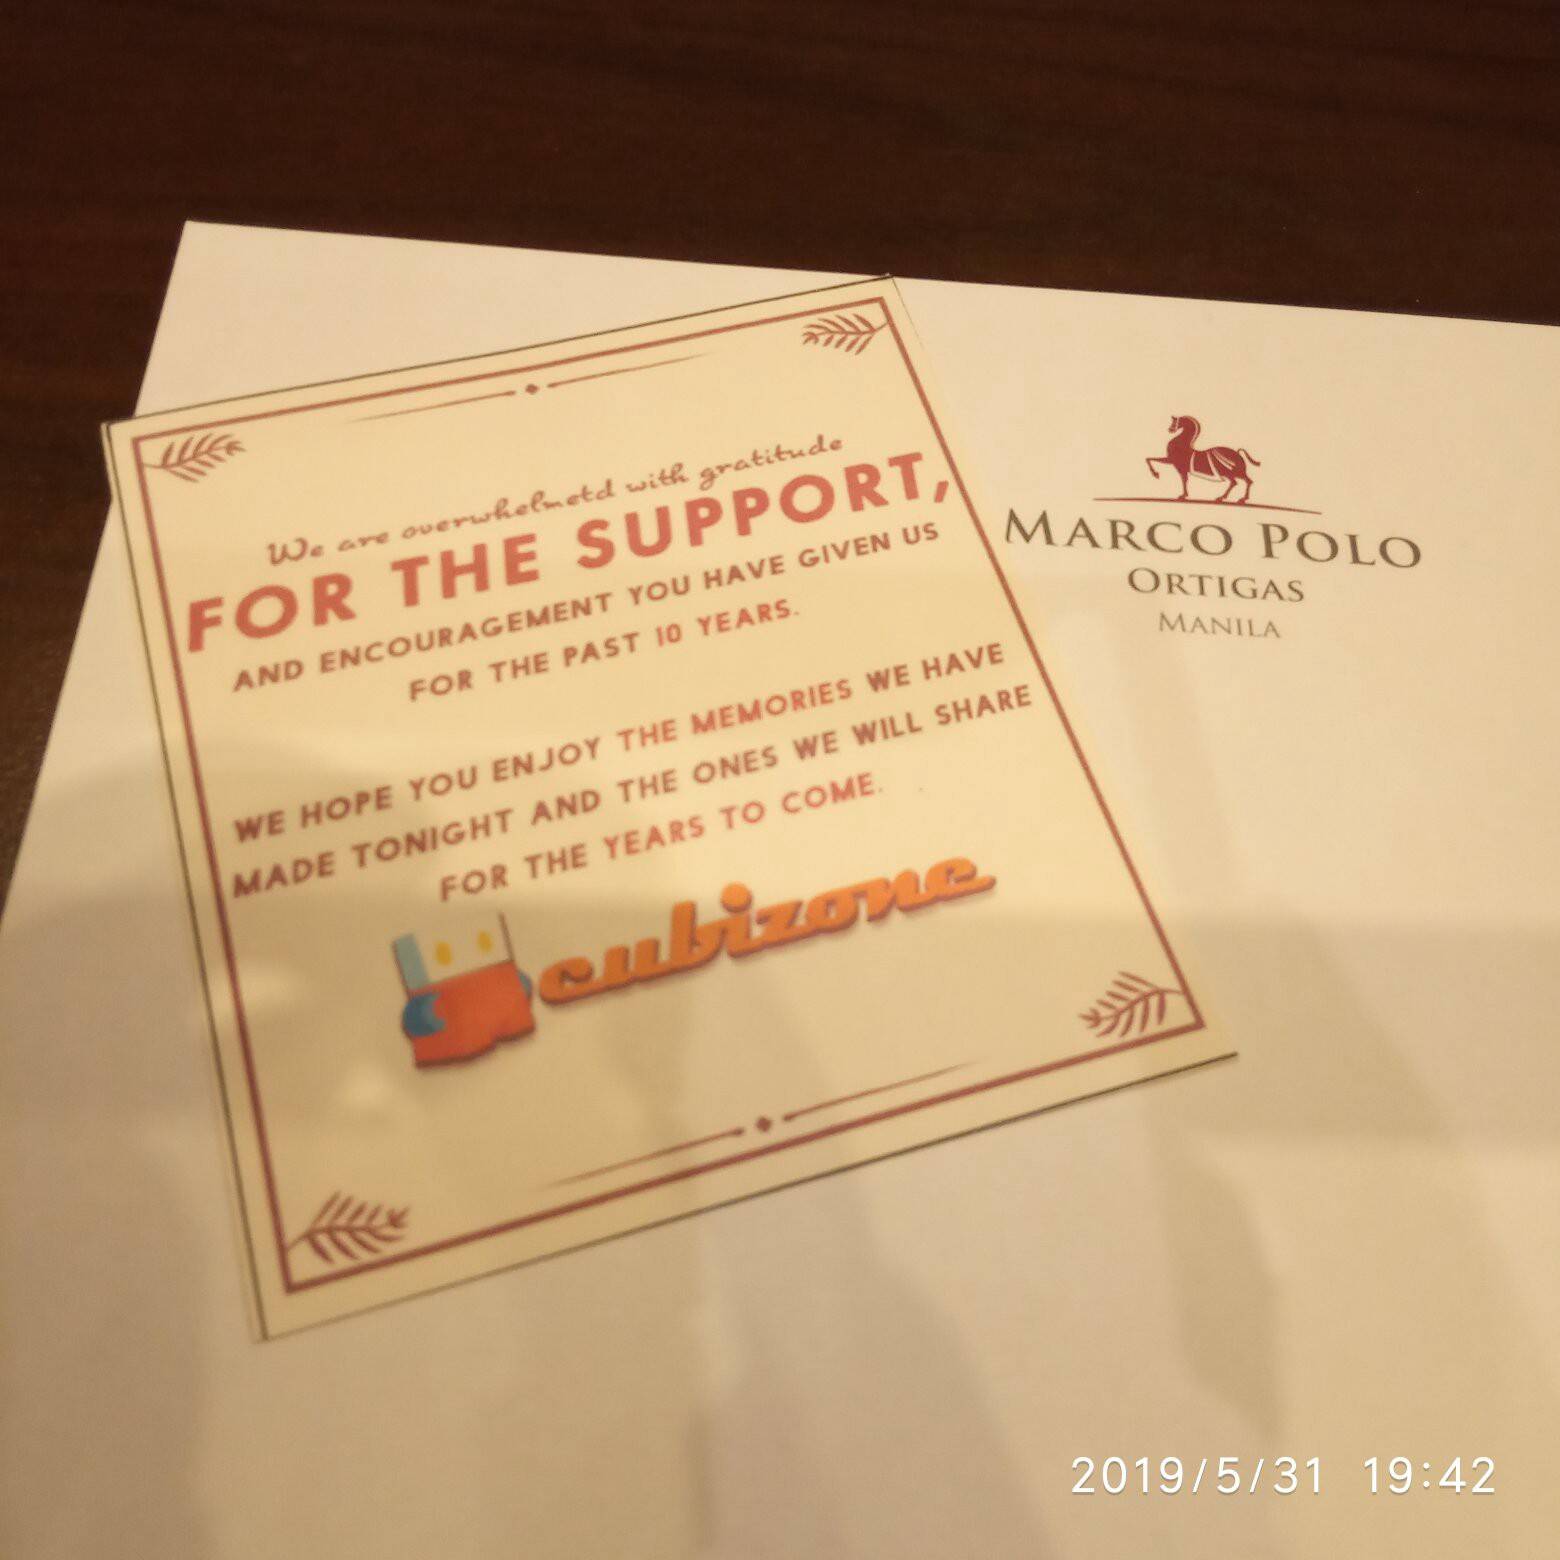 We are overwhelmetd with gratitude
FOR THE SUPPORT,
AND ENCOURAGEMENT YOU HAVE GIVEN US
FOR THE PAST 10 YEARS.
WE HOPE YOU ENJOY THE MEMORIES WE HAVE
MADE TONIGHT AND THE ONES WE WILL SHARE
FOR THE YEARS TO COME.
cubizone
MARCO POLO
ORTIGAS
MANILA
2019/5/31 19:42